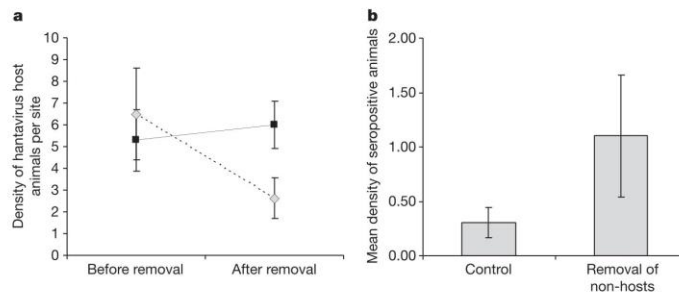 a
Density of hantavirus host
animals per site
10
9
8
7
6
5
4
3
2
1
0
Before removal
After removal
b
Mean density of seropositive animals
2.00
1.50
1.00
0.50
0.00
Control
Removal of
non-hosts